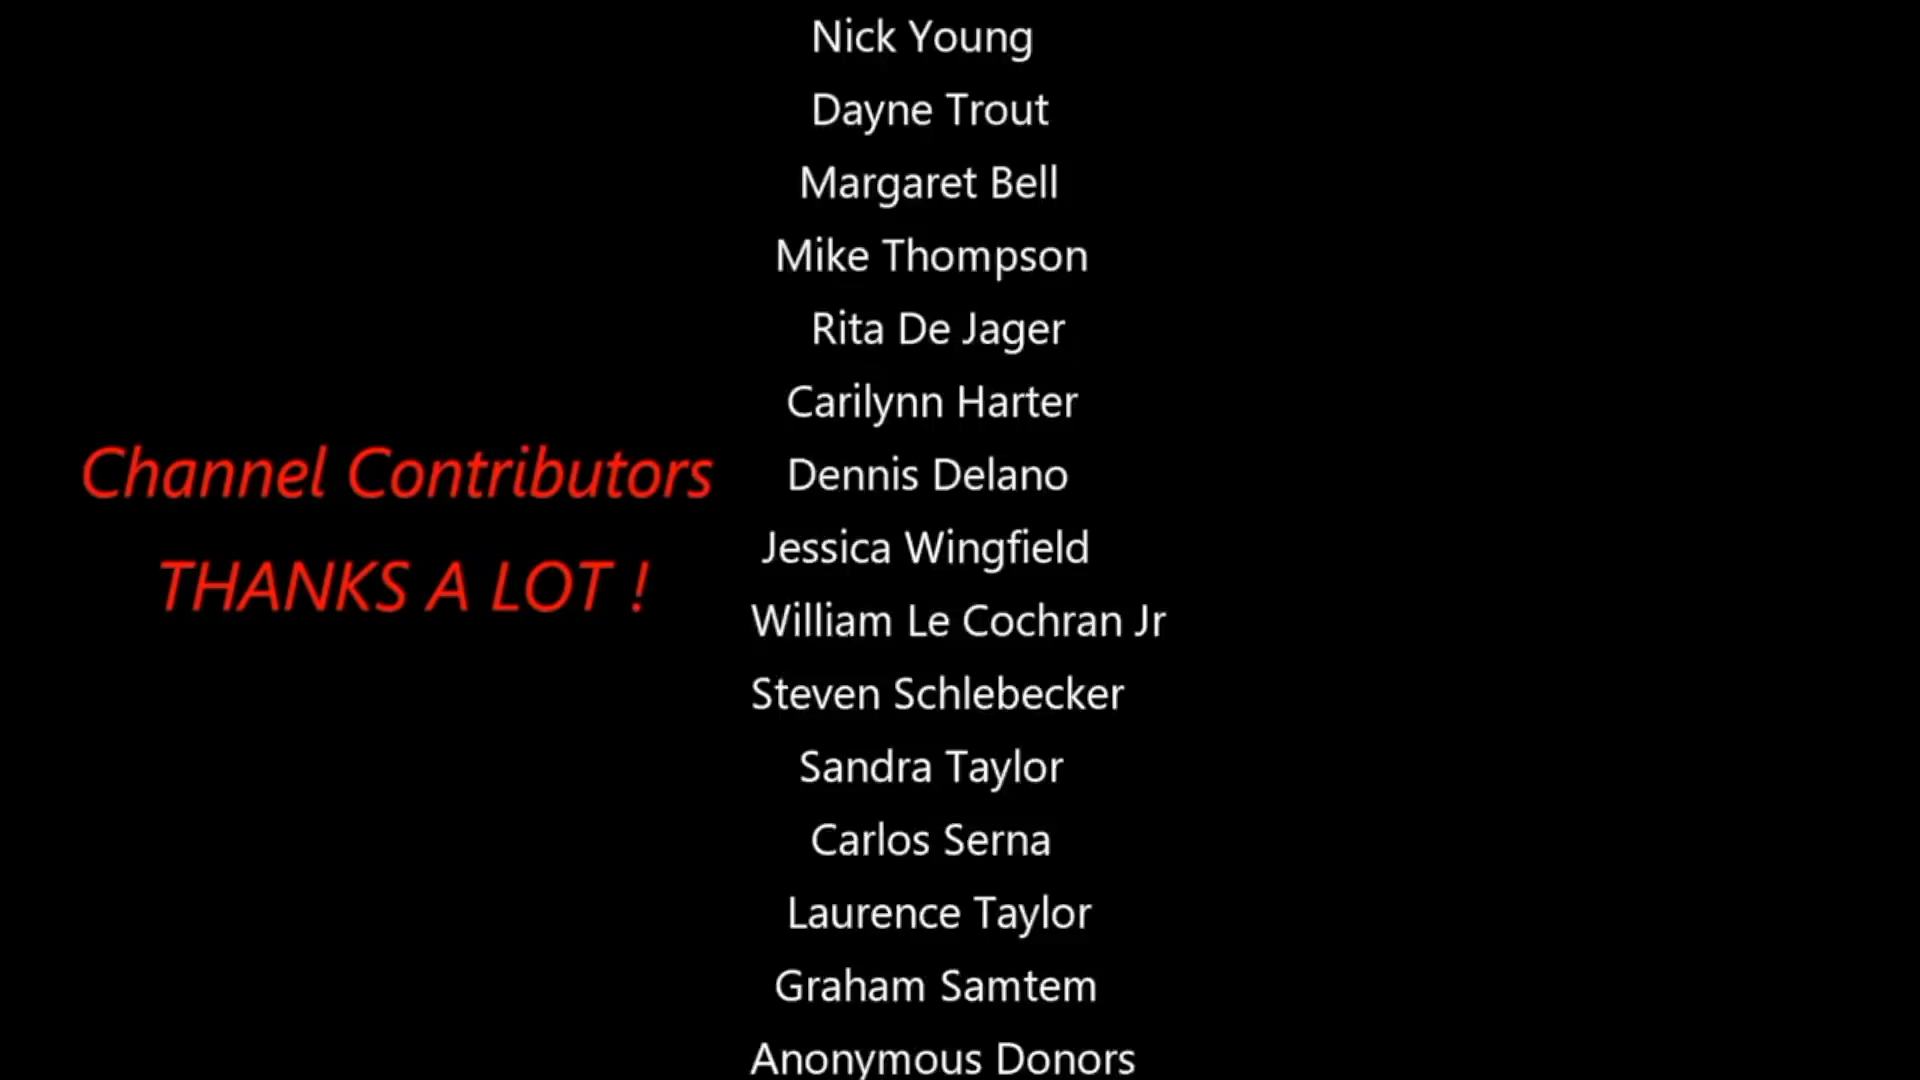 Nick Young
Dayne Trout
Margaret Bell
Mike Thompson
Rita De Jager
Carilynn Harter
Dennis Delano
Jessica Wingfield
William Le Cochran Jr
Steven Schlebecker
Sandra Taylor
Carlos Serna
Laurence Taylor
Graham Samtem
Anonymous Donors
Channel Contributors
THANKS A LOT !